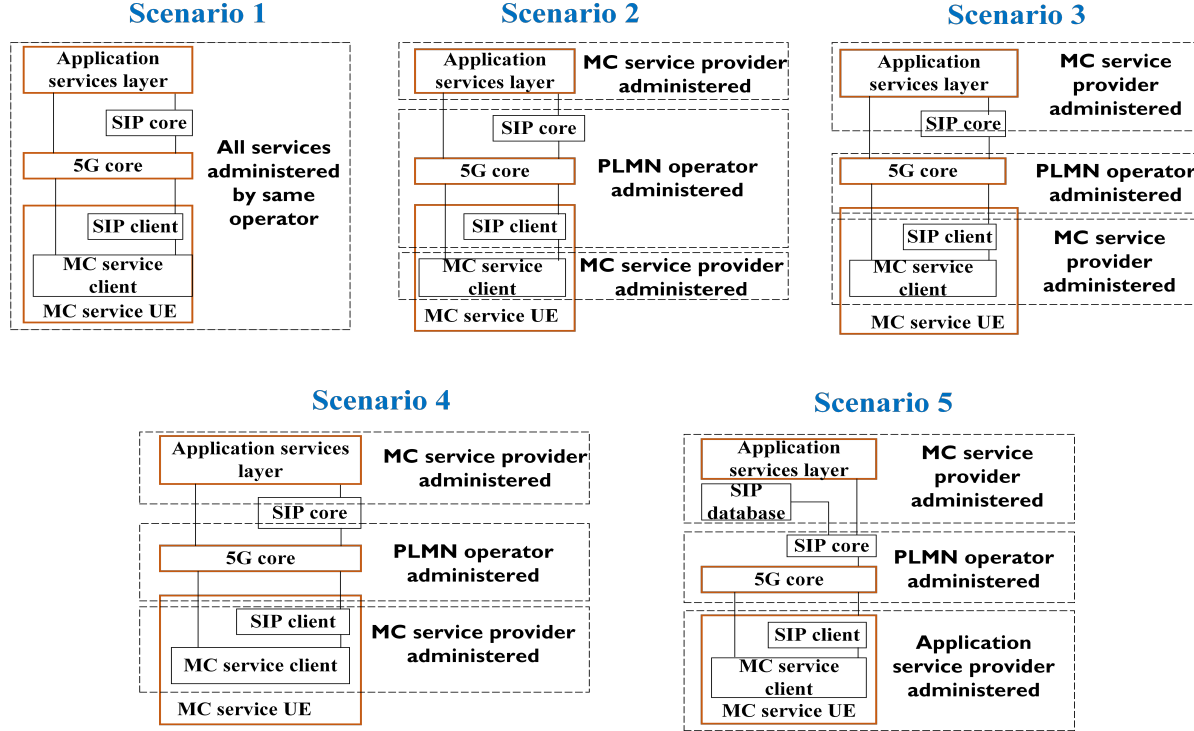 Scenario 1
Application
services layer
SIP core
5G core
SIP client
MC service
client
MC service UE
All services
administered
by same
operator
Scenario 2
Application
services layer
MC service provider
administered
SIP core
PLMN operator
administered
5G core
SIP client
MC service
client
MC service provider
administered
MC service UE
Scenario 3
Application
services layer
MC service
provider
administered
SIP core
5G core
PLMN operator
administered
SIP client
MC service
client
MC service
provider
administered
MC service UE
Scenario 4
Application services
layer
MC service provider
administered
SIP core
5G core
PLMN operator
administered
SIP client
MC service client
MC service provider
administered
MC service UE
Scenario 5
Application
services layer
MC service
provider
administered
SIP
database
SIP core
5G core
PLMN operator
administered
SIP client
MC service
client
MC service UE
Application
service provider
administered